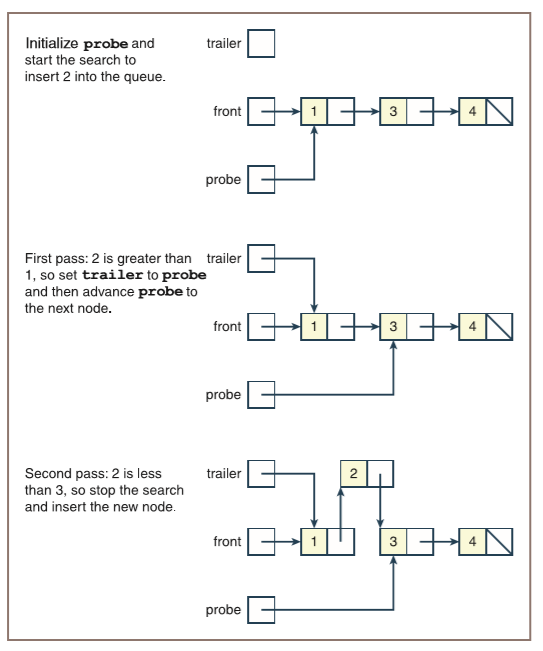 Initialize probe and
start the search to
insert 2 into the queue.
trailer
front
1
3
4
probe
First pass: 2 is greater than
1, so set trailer to probe
and then advance probe to
the next node.
trailer
front
1
3
4
probe
Second pass: 2 is less
than 3, so stop the search
and insert the new node.
trailer
2
front
1
3
4
probe